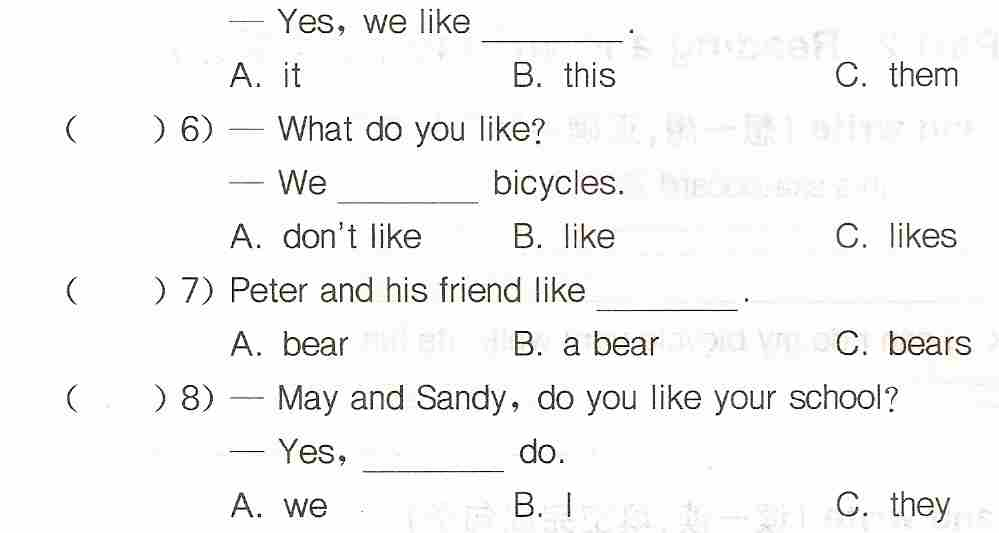 — Yes, we like ________.
A. it B. this C. them
( ) 6) — What do you like?
— We ________ bicycles.
A. don't like B. like C. likes
( ) 7) Peter and his friend like ________.
A. bear B. a bear C. bears
( ) 8) — May and Sandy, do you like your school?
— Yes, ________ do.
A. we B. I C. they